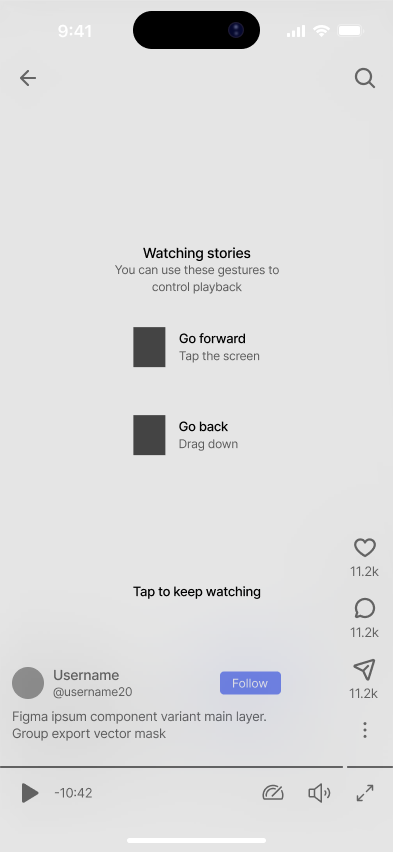 9:41
Watching stories
You can use these gestures to
control playback
Go forward
Tap the screen
Go back
Drag down
11.2k
Tap to keep watching
11.2k
11.2k
Username
@username20
Follow
Figma ipsum component variant main layer.
Group export vector mask
-10:42